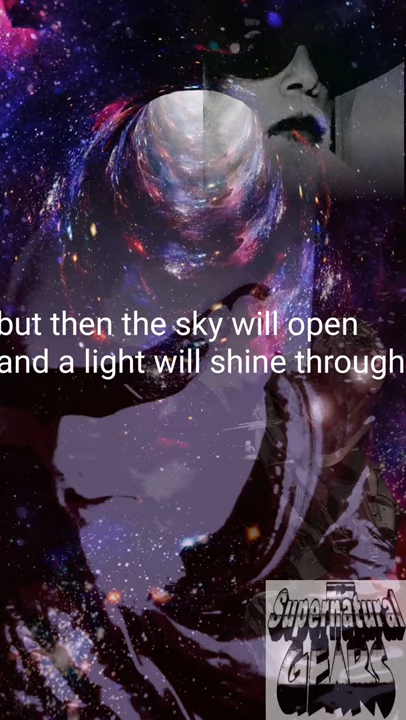 but then the sky will open
and a light will shine through
Supernatural
GEARS